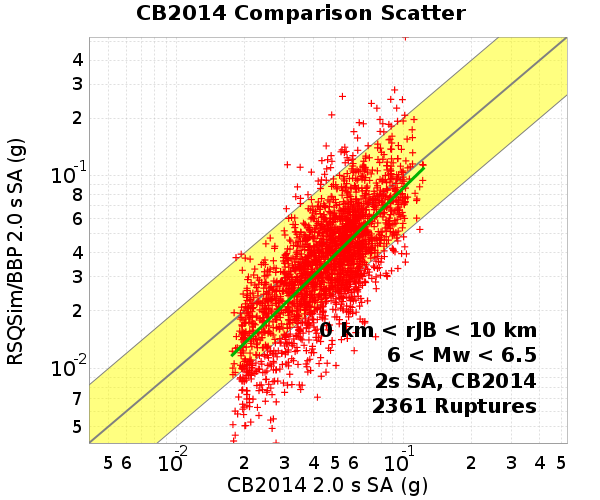 CB2014 Comparison Scatter
RSQSim/BBP 2.0 s SA (g)
4
3
2
10-1
8
6
4
3
2
10-2
7
5
0 km < rJB < 10 km
6 < Mw < 6.5
2s SA, CB2014
2361 Ruptures
5 6 10-2 2 3 4 5 6 10-1 2 3 4 5
CB2014 2.0 s SA (g)